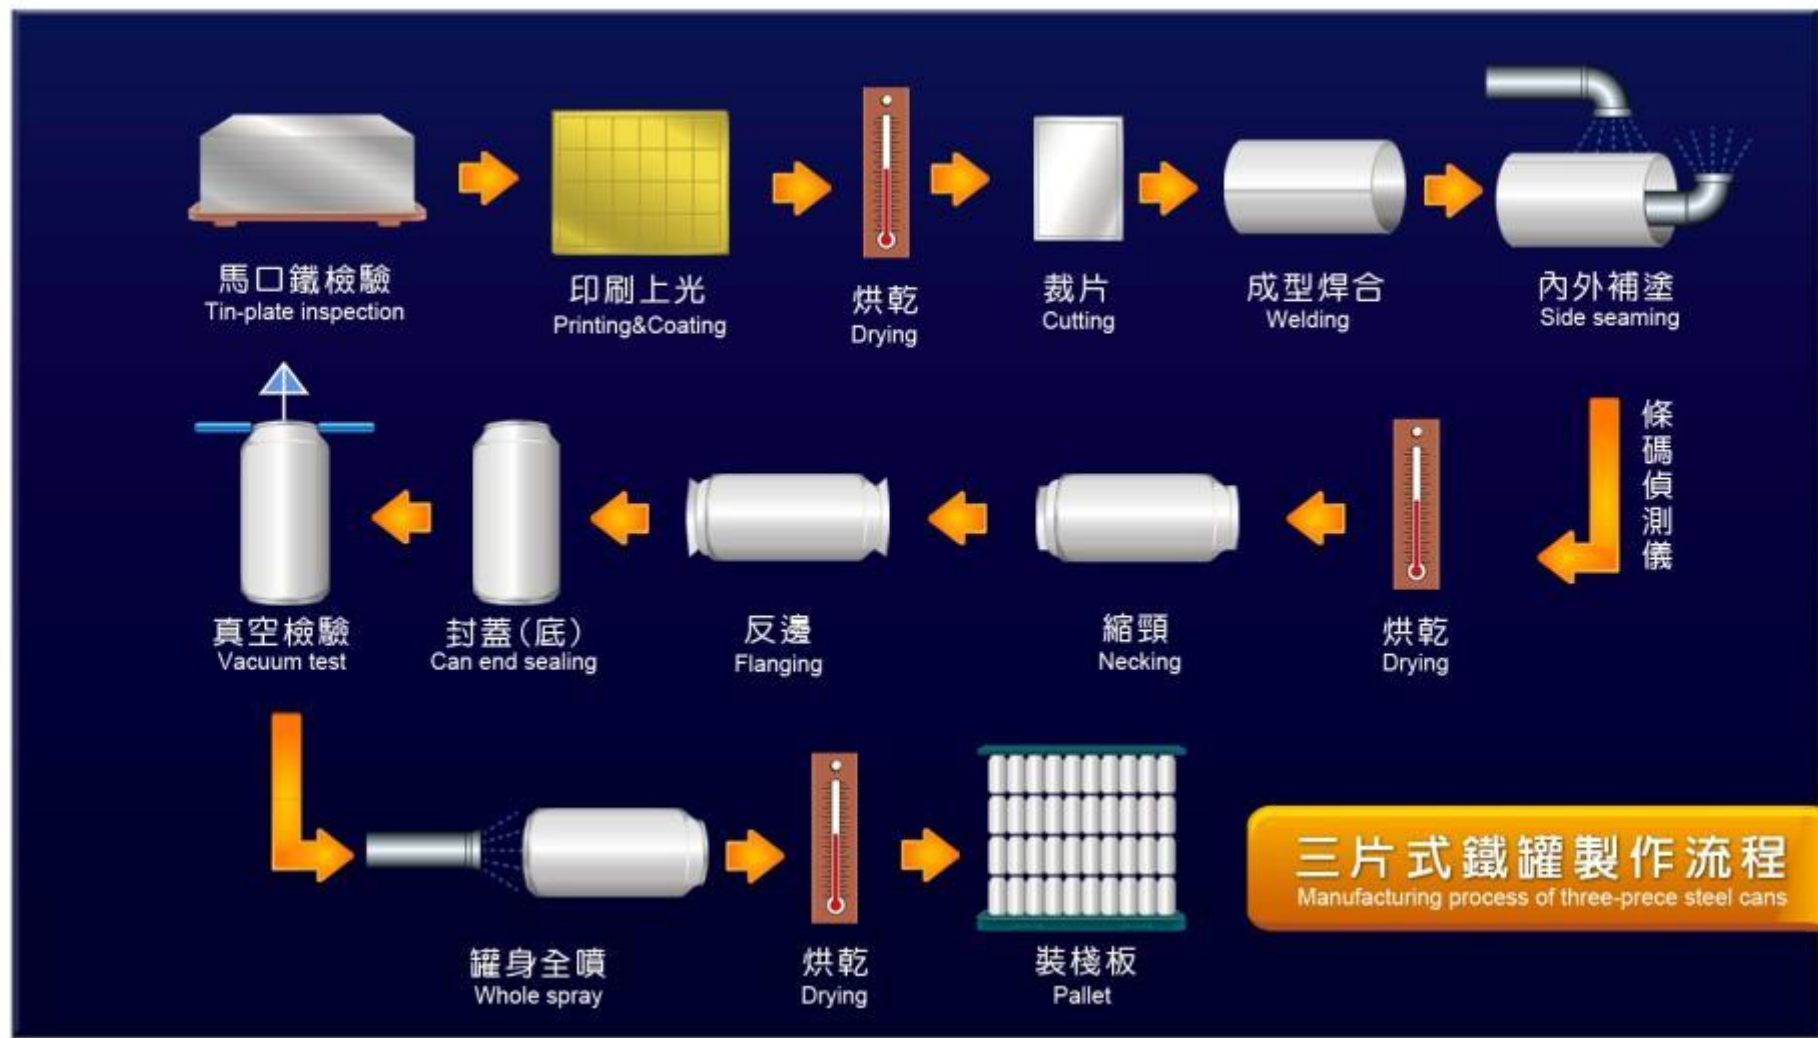 馬口鐵檢驗
Tin-plate inspection
印刷上光
Printing&Coating
烘乾
Drying
裁片
Cutting
成型焊合
Welding
內外補塗
Side seaming
條碼偵測儀
烘乾
Drying
縮頸
Necking
反邊
Flanging
封蓋(底)
Can end sealing
真空檢驗
Vacuum test
罐身全噴
Whole spray
烘乾
Drying
裝棧板
Pallet
三片式鐵罐製作流程
Manufacturing process of three-prece steel cans